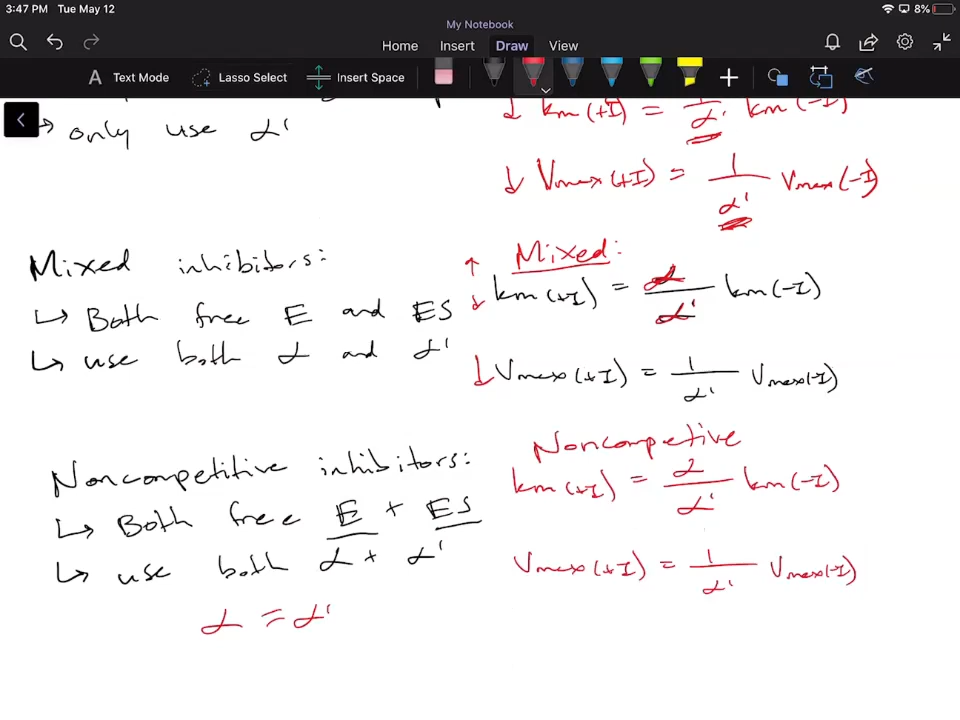 3:47 PM Tue May 12
8%
My Notebook
Home Insert Draw View
Text Mode Lasso Select Insert Space
↳ only use α'
↓ km(+I) = 1/α' km(-I)
↓ Vmax(+I) = 1/α' Vmax(-I)
Mixed inhibitors:
↳ Both free E and ES
↳ use both α and α'
Mixed:
↑↓ km(+I) = α/α' km(-I)
↓ Vmax(+I) = 1/α' Vmax(-I)
Noncompetitive inhibitors:
↳ Both free E + ES
↳ use both α + α'
α = α'
Noncompetive
km(+I) = α/α' km(-I)
Vmax(+I) = 1/α' Vmax(-I)